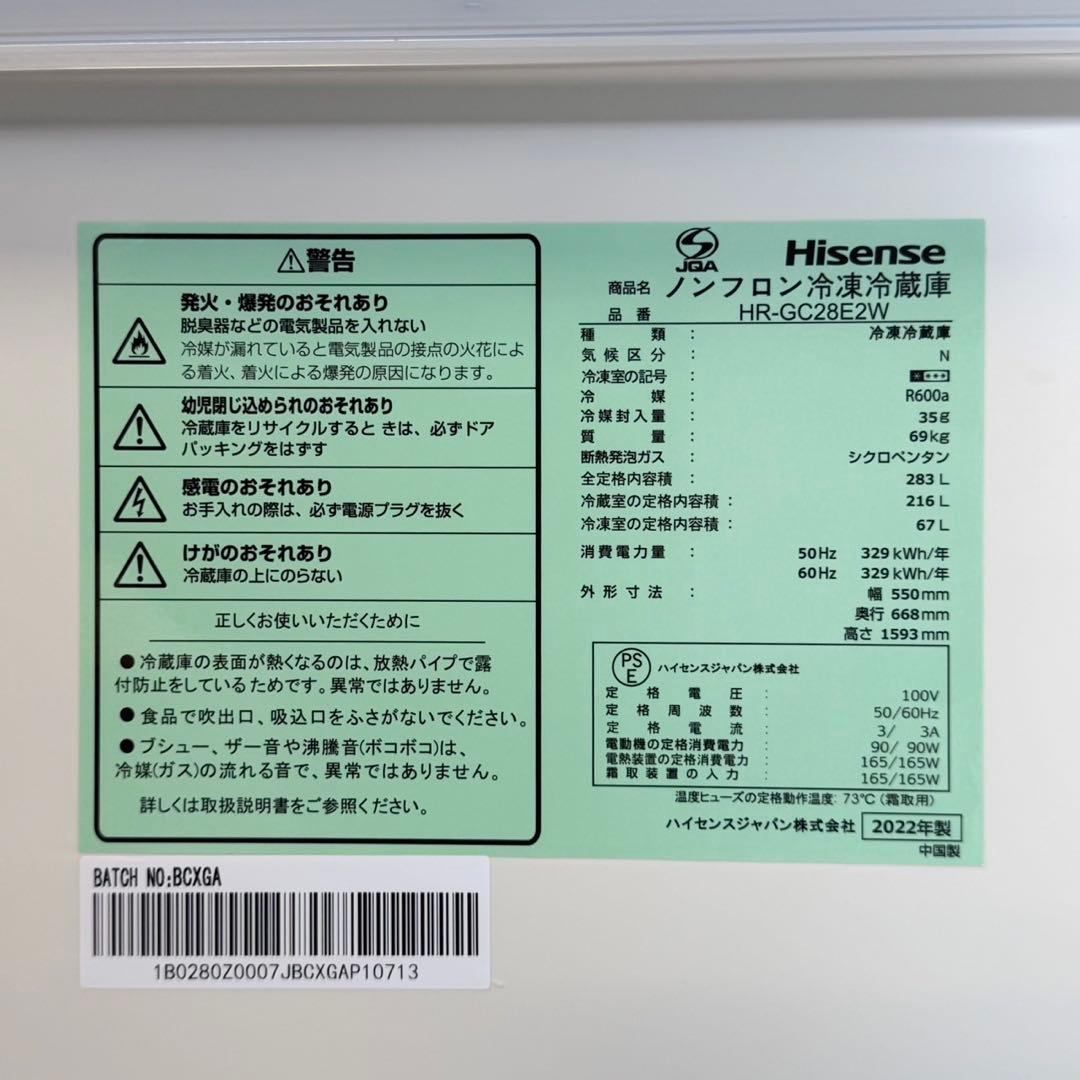 ⚠警告
発火・爆発のおそれあり
脱臭器などの電気製品を入れない
冷媒が漏れていると電気製品の接点の火花によ
る着火、着火による爆発の原因になります。
幼児閉じ込められのおそれあり
冷蔵庫をリサイクルすると きは、必ずドア
パッキングをはずす
感電のおそれあり
お手入れの際は、必ず電源プラグを抜く
けがのおそれあり
冷蔵庫の上にのらない
正しくお使いいただくために
●冷蔵庫の表面が熱くなるのは、放熱パイプで露
付防止をしているためです。異常ではありません。
●食品で吹出口、吸込口をふさがないでください。
●ブシュー、ザー音や沸騰音(ボコボコ)は、
冷媒(ガス)の流れる音で、異常ではありません。
詳しくは取扱説明書をご参照ください。
JQA Hisense
商品名 ノンフロン冷凍冷蔵庫
品番 HR-GC28E2W
種類 : 冷凍冷蔵庫
気候区分 : N
冷凍室の記号 : ****
冷媒 : R600a
冷媒封入量 : 35g
質量 : 69kg
断熱発泡ガス : シクロペンタン
全定格内容積 : 283 L
冷蔵室の定格内容積 : 216 L
冷凍室の定格内容積 : 67 L
消費電力量 : 50Hz 329kWh/年
60Hz 329kWh/年
外形寸法 : 幅 550mm
奥行 668mm
高さ 1593mm
PSE ハイセンスジャパン株式会社
定格電圧 : 100V
定格周波数 : 50/60Hz
定格電流 : 3/ 3A
電動機の定格消費電力 : 90/ 90W
電熱装置の定格消費電力 : 165/165W
霜取装置の入力 : 165/165W
温度ヒューズの定格動作温度: 73℃(霜取用)
ハイセンスジャパン株式会社 2022年製
中国製
BATCH NO:BCXGA
1B0280Z0007JBCXGAP10713